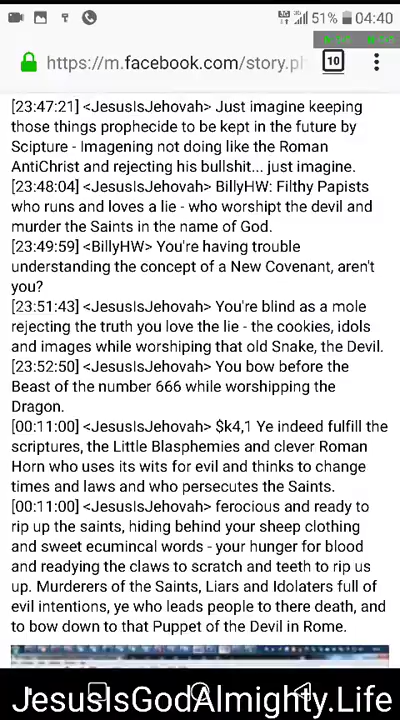 51% 04:40
https://m.facebook.com/story.ph 10
[23:47:21] <JesusIsJehovah> Just imagine keeping
those things prophecide to be kept in the future by
Scipture - Imagening not doing like the Roman
AntiChrist and rejecting his bullshit... just imagine.
[23:48:04] <JesusIsJehovah> BillyHW: Filthy Papists
who runs and loves a lie - who worshipt the devil and
murder the Saints in the name of God.
[23:49:59] <BillyHW> You're having trouble
understanding the concept of a New Covenant, aren't
you?
[23:51:43] <JesusIsJehovah> You're blind as a mole
rejecting the truth you love the lie - the cookies, idols
and images while worshiping that old Snake, the Devil.
[23:52:50] <JesusIsJehovah> You bow before the
Beast of the number 666 while worshipping the
Dragon.
[00:11:00] <JesusIsJehovah> $k4,1 Ye indeed fulfill the
scriptures, the Little Blasphemies and clever Roman
Horn who uses its wits for evil and thinks to change
times and laws and who persecutes the Saints.
[00:11:00] <JesusIsJehovah> ferocious and ready to
rip up the saints, hiding behind your sheep clothing
and sweet ecumincal words - your hunger for blood
and readying the claws to scratch and teeth to rip us
up. Murderers of the Saints, Liars and Idolaters full of
evil intentions, ye who leads people to there death, and
to bow down to that Puppet of the Devil in Rome.
JesusIsGodAlmighty.Life